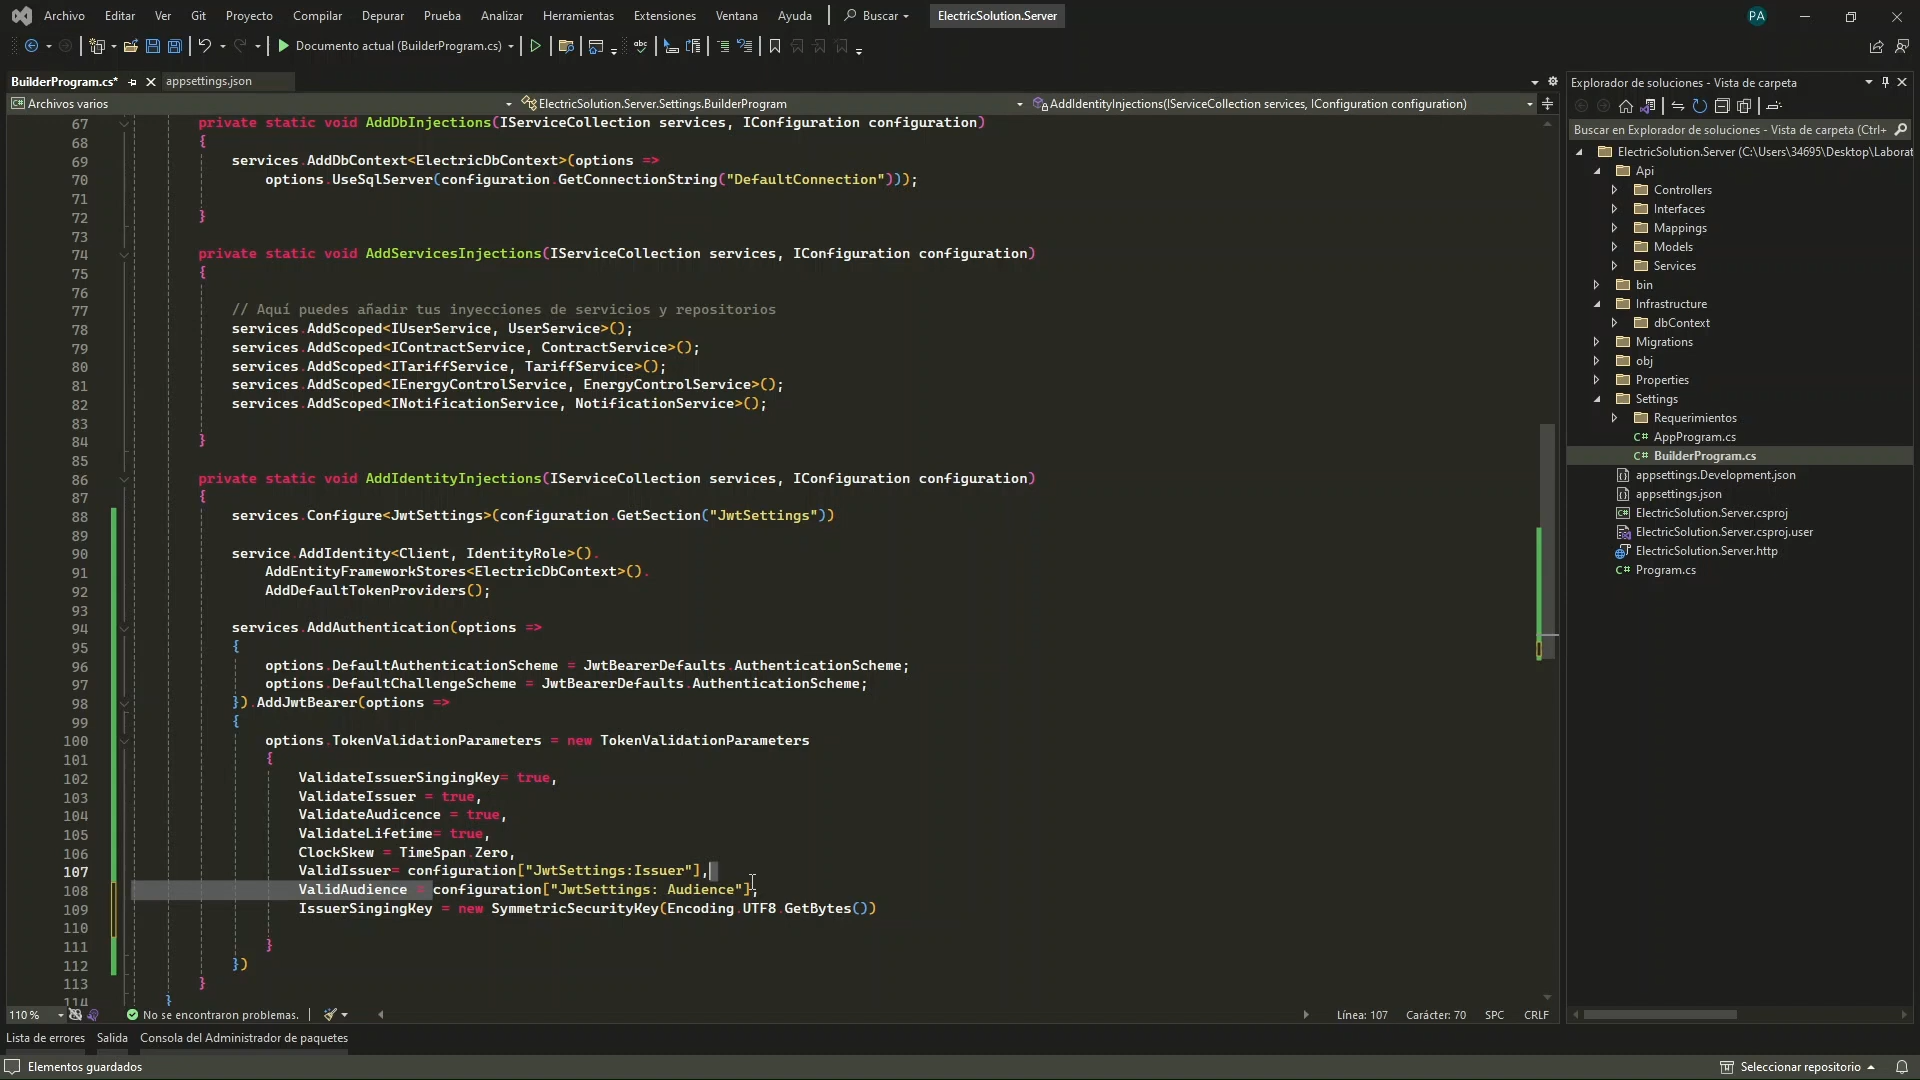 Archivo Editar Ver Git Proyecto Compilar Depurar Prueba Analizar Herramientas Extensiones Ventana Ayuda Buscar ElectricSolution.Server PA
Documento actual (BuilderProgram.cs)
BuilderProgram.cs* appsettings.json
Archivos varios ElectricSolution.Server.Settings.BuilderProgram AddIdentityInjections(IServiceCollection services, IConfiguration configuration)
67 private static void AddDbInjections(IServiceCollection services, IConfiguration configuration)
68 {
69 services.AddDbContext<ElectricDbContext>(options =>
70 options.UseSqlServer(configuration.GetConnectionString("DefaultConnection")));
71
72 }
73
74 private static void AddServicesInjections(IServiceCollection services, IConfiguration configuration)
75 {
76
77 // Aquí puedes añadir tus inyecciones de servicios y repositorios
78 services.AddScoped<IUserService, UserService>();
79 services.AddScoped<IContractService, ContractService>();
80 services.AddScoped<ITariffService, TariffService>();
81 services.AddScoped<IEnergyControlService, EnergyControlService>();
82 services.AddScoped<INotificationService, NotificationService>();
83
84 }
85
86 private static void AddIdentityInjections(IServiceCollection services, IConfiguration configuration)
87 {
88 services.Configure<JwtSettings>(configuration.GetSection("JwtSettings"))
89
90 service.AddIdentity<Client, IdentityRole>().
91 AddEntityFrameworkStores<ElectricDbContext>().
92 AddDefaultTokenProviders();
93
94 services.AddAuthentication(options =>
95 {
96 options.DefaultAuthenticationScheme = JwtBearerDefaults.AuthenticationScheme;
97 options.DefaultChallengeScheme = JwtBearerDefaults.AuthenticationScheme;
98 }).AddJwtBearer(options =>
99 {
100 options.TokenValidationParameters = new TokenValidationParameters
101 {
102 ValidateIssuerSingingKey= true,
103 ValidateIssuer = true,
104 ValidateAudicence = true,
105 ValidateLifetime= true,
106 ClockSkew = TimeSpan.Zero,
107 ValidIssuer= configuration["JwtSettings:Issuer"],
108 ValidAudience = configuration["JwtSettings: Audience"],
109 IssuerSingingKey = new SymmetricSecurityKey(Encoding.UTF8.GetBytes())
110
111 }
112 })
113 }
114 }
110 % No se encontraron problemas. Línea: 107 Carácter: 70 SPC CRLF
Lista de errores Salida Consola del Administrador de paquetes
Elementos guardados Seleccionar repositorio
Explorador de soluciones - Vista de carpeta
Buscar en Explorador de soluciones - Vista de carpeta (Ctrl+
ElectricSolution.Server (C:\Users\34695\Desktop\Laborat
Api
Controllers
Interfaces
Mappings
Models
Services
bin
Infrastructure
dbContext
Migrations
obj
Properties
Settings
Requerimientos
C# AppProgram.cs
C# BuilderProgram.cs
appsettings.Development.json
appsettings.json
ElectricSolution.Server.csproj
ElectricSolution.Server.csproj.user
ElectricSolution.Server.http
C# Program.cs